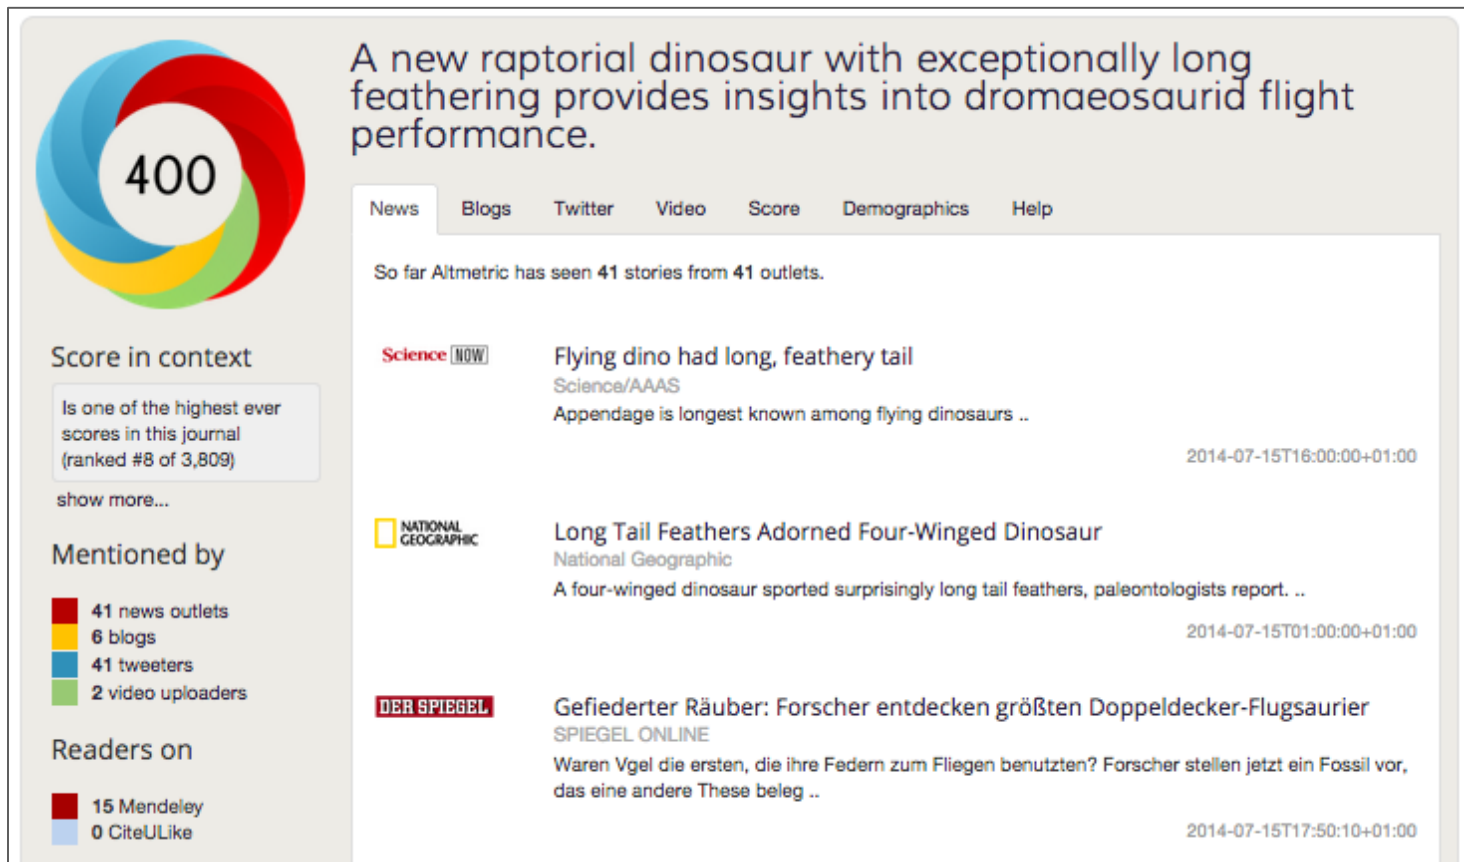 A new raptorial dinosaur with exceptionally long
feathering provides insights into dromaeosaurid flight
performance.
400
News Blogs Twitter Video Score Demographics Help
So far Altmetric has seen 41 stories from 41 outlets.
Score in context
Is one of the highest ever
scores in this journal
(ranked #8 of 3,809)
show more...
Mentioned by
41 news outlets
6 blogs
41 tweeters
2 video uploaders
Readers on
15 Mendeley
0 CiteULike
Science NOW
Flying dino had long, feathery tail
Science/AAAS
Appendage is longest known among flying dinosaurs ..
2014-07-15T16:00:00+01:00
NATIONAL
GEOGRAPHIC
Long Tail Feathers Adorned Four-Winged Dinosaur
National Geographic
A four-winged dinosaur sported surprisingly long tail feathers, paleontologists report. ..
2014-07-15T01:00:00+01:00
DER SPIEGEL
Gefiederter Räuber: Forscher entdecken größten Doppeldecker-Flugsaurier
SPIEGEL ONLINE
Waren Vgel die ersten, die ihre Federn zum Fliegen benutzten? Forscher stellen jetzt ein Fossil vor,
das eine andere These beleg ..
2014-07-15T17:50:10+01:00